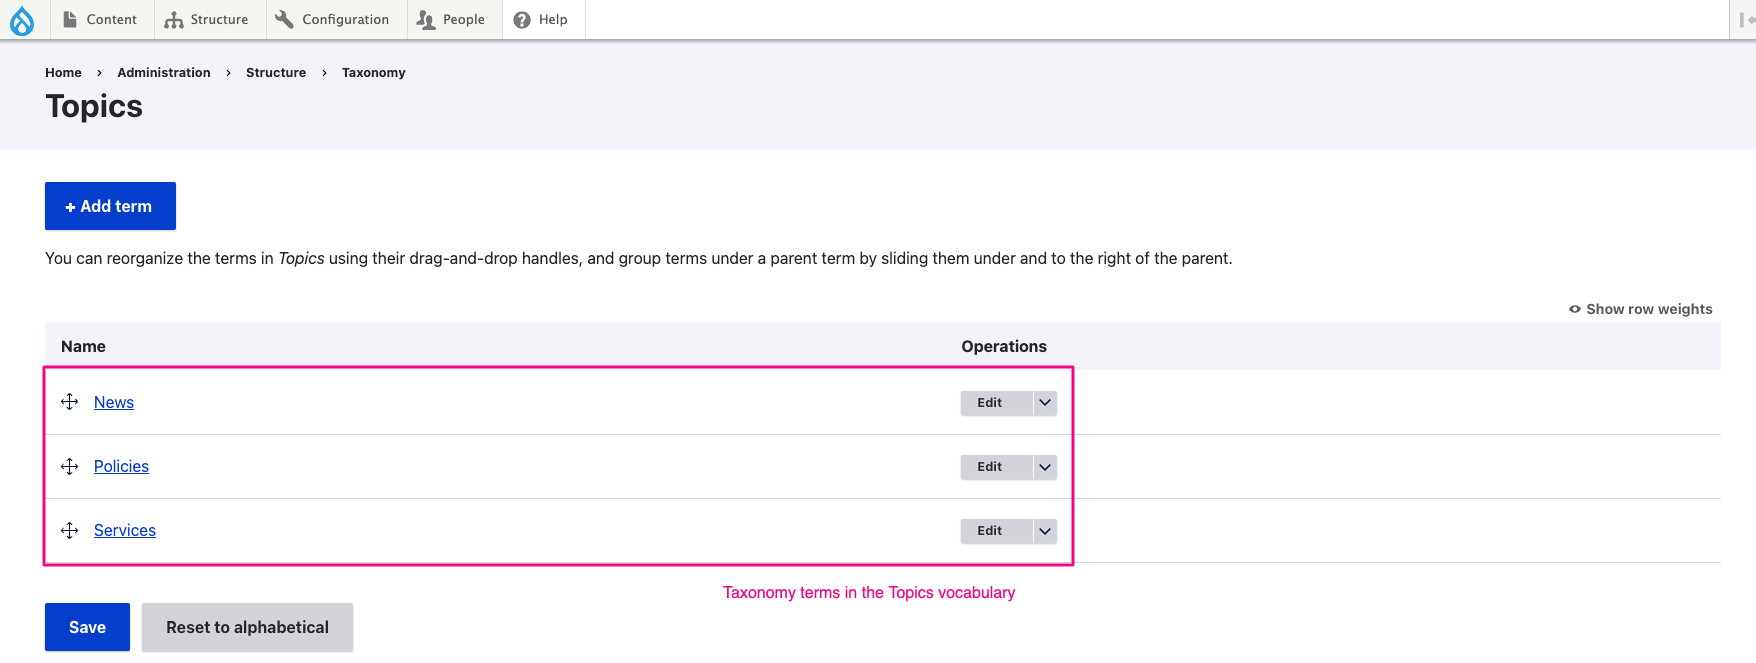 Content Structure Configuration People Help
Home › Administration › Structure › Taxonomy
Topics
+ Add term
You can reorganize the terms in Topics using their drag-and-drop handles, and group terms under a parent term by sliding them under and to the right of the parent.
Show row weights
Name Operations
News Edit
Policies Edit
Services Edit
Taxonomy terms in the Topics vocabulary
Save Reset to alphabetical